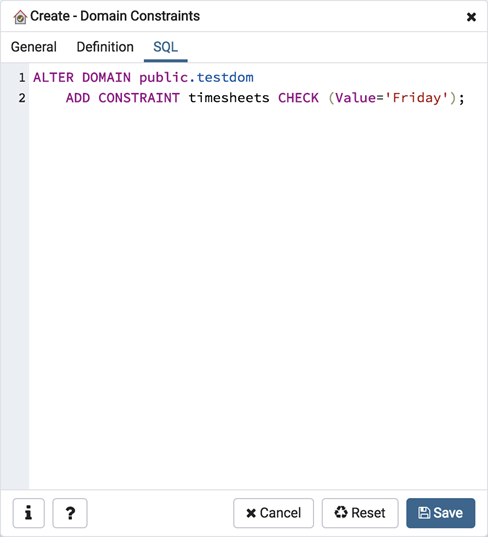 Create - Domain Constraints
General Definition SQL
1 ALTER DOMAIN public.testdom
2 ADD CONSTRAINT timesheets CHECK (Value='Friday');
i ? Cancel Reset Save